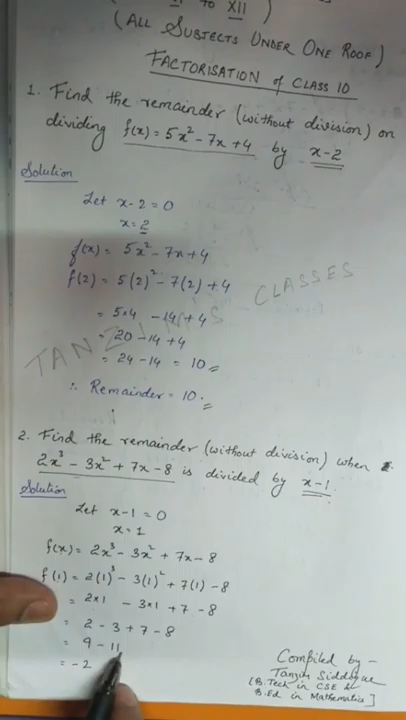 to XII )
(ALL SUBJECTS UNDER ONE ROOF)
FACTORISATION of CLASS 10
1. Find the remainder (without division) on
dividing f(x) = 5x² - 7x + 4 by x-2
Solution
Let x-2 = 0
x = 2
f(x) = 5x² - 7x + 4
f(2) = 5(2)² - 7(2) + 4
= 5×4 - 14 + 4
= 20 - 14 + 4
= 24 - 14 = 10
∴ Remainder = 10.
TANZIM'S CLASSES
2. Find the remainder (without division) when
2x³ - 3x² + 7x - 8 is divided by x-1
Solution
Let x-1 = 0
x = 1
f(x) = 2x³ - 3x² + 7x - 8
f(1) = 2(1)³ - 3(1)² + 7(1) - 8
= 2×1 - 3×1 + 7 - 8
= 2 - 3 + 7 - 8
= 9 - 11
= -2
Compiled by -
Tanzim
[B.Tech in CSE &
B.Ed in Mathematics]